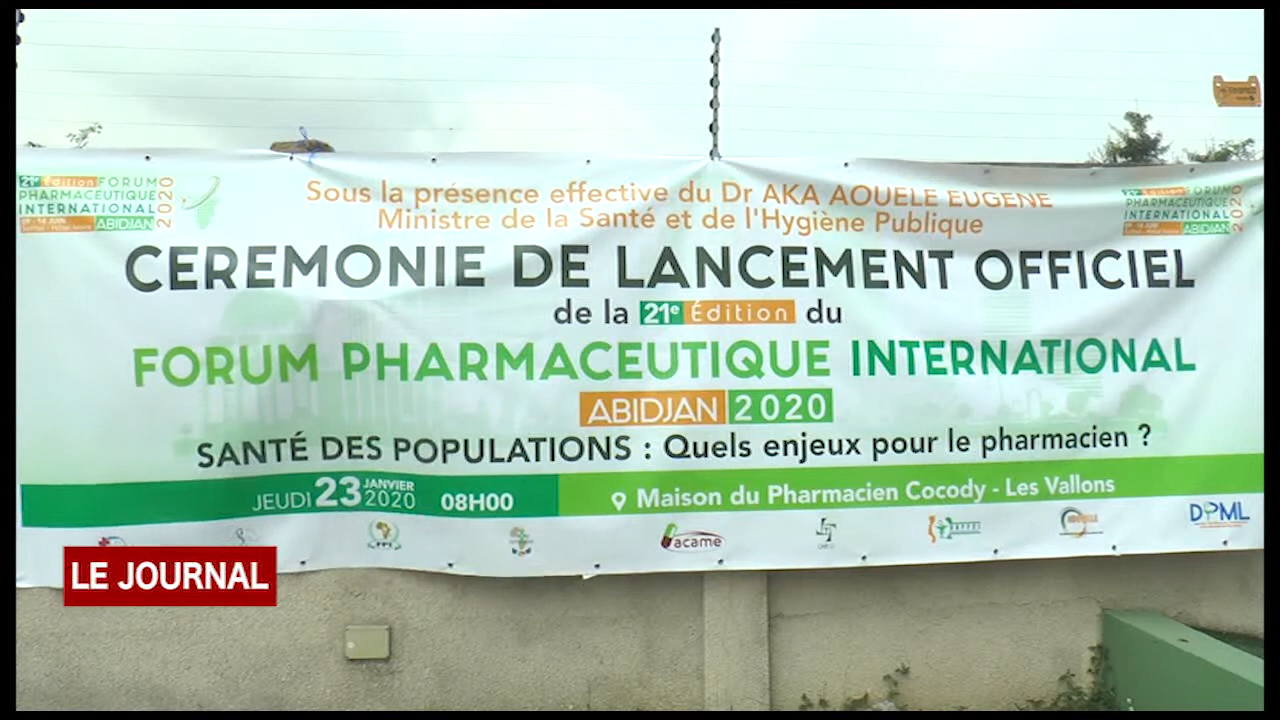 21e Édition FORUM
PHARMACEUTIQUE
INTERNATIONAL
ABIDJAN
2020
Sous la présence effective du Dr AKA AOUELE EUGENE
Ministre de la Santé et de l'Hygiène Publique
21e Édition FORUM
PHARMACEUTIQUE
INTERNATIONAL
ABIDJAN
2020
CEREMONIE DE LANCEMENT OFFICIEL
de la 21e Édition du
FORUM PHARMACEUTIQUE INTERNATIONAL
ABIDJAN 2020
SANTÉ DES POPULATIONS : Quels enjeux pour le pharmacien ?
JEUDI 23 JANVIER 2020 08H00
Maison du Pharmacien Cocody - Les Vallons
acame
DPML
LE JOURNAL